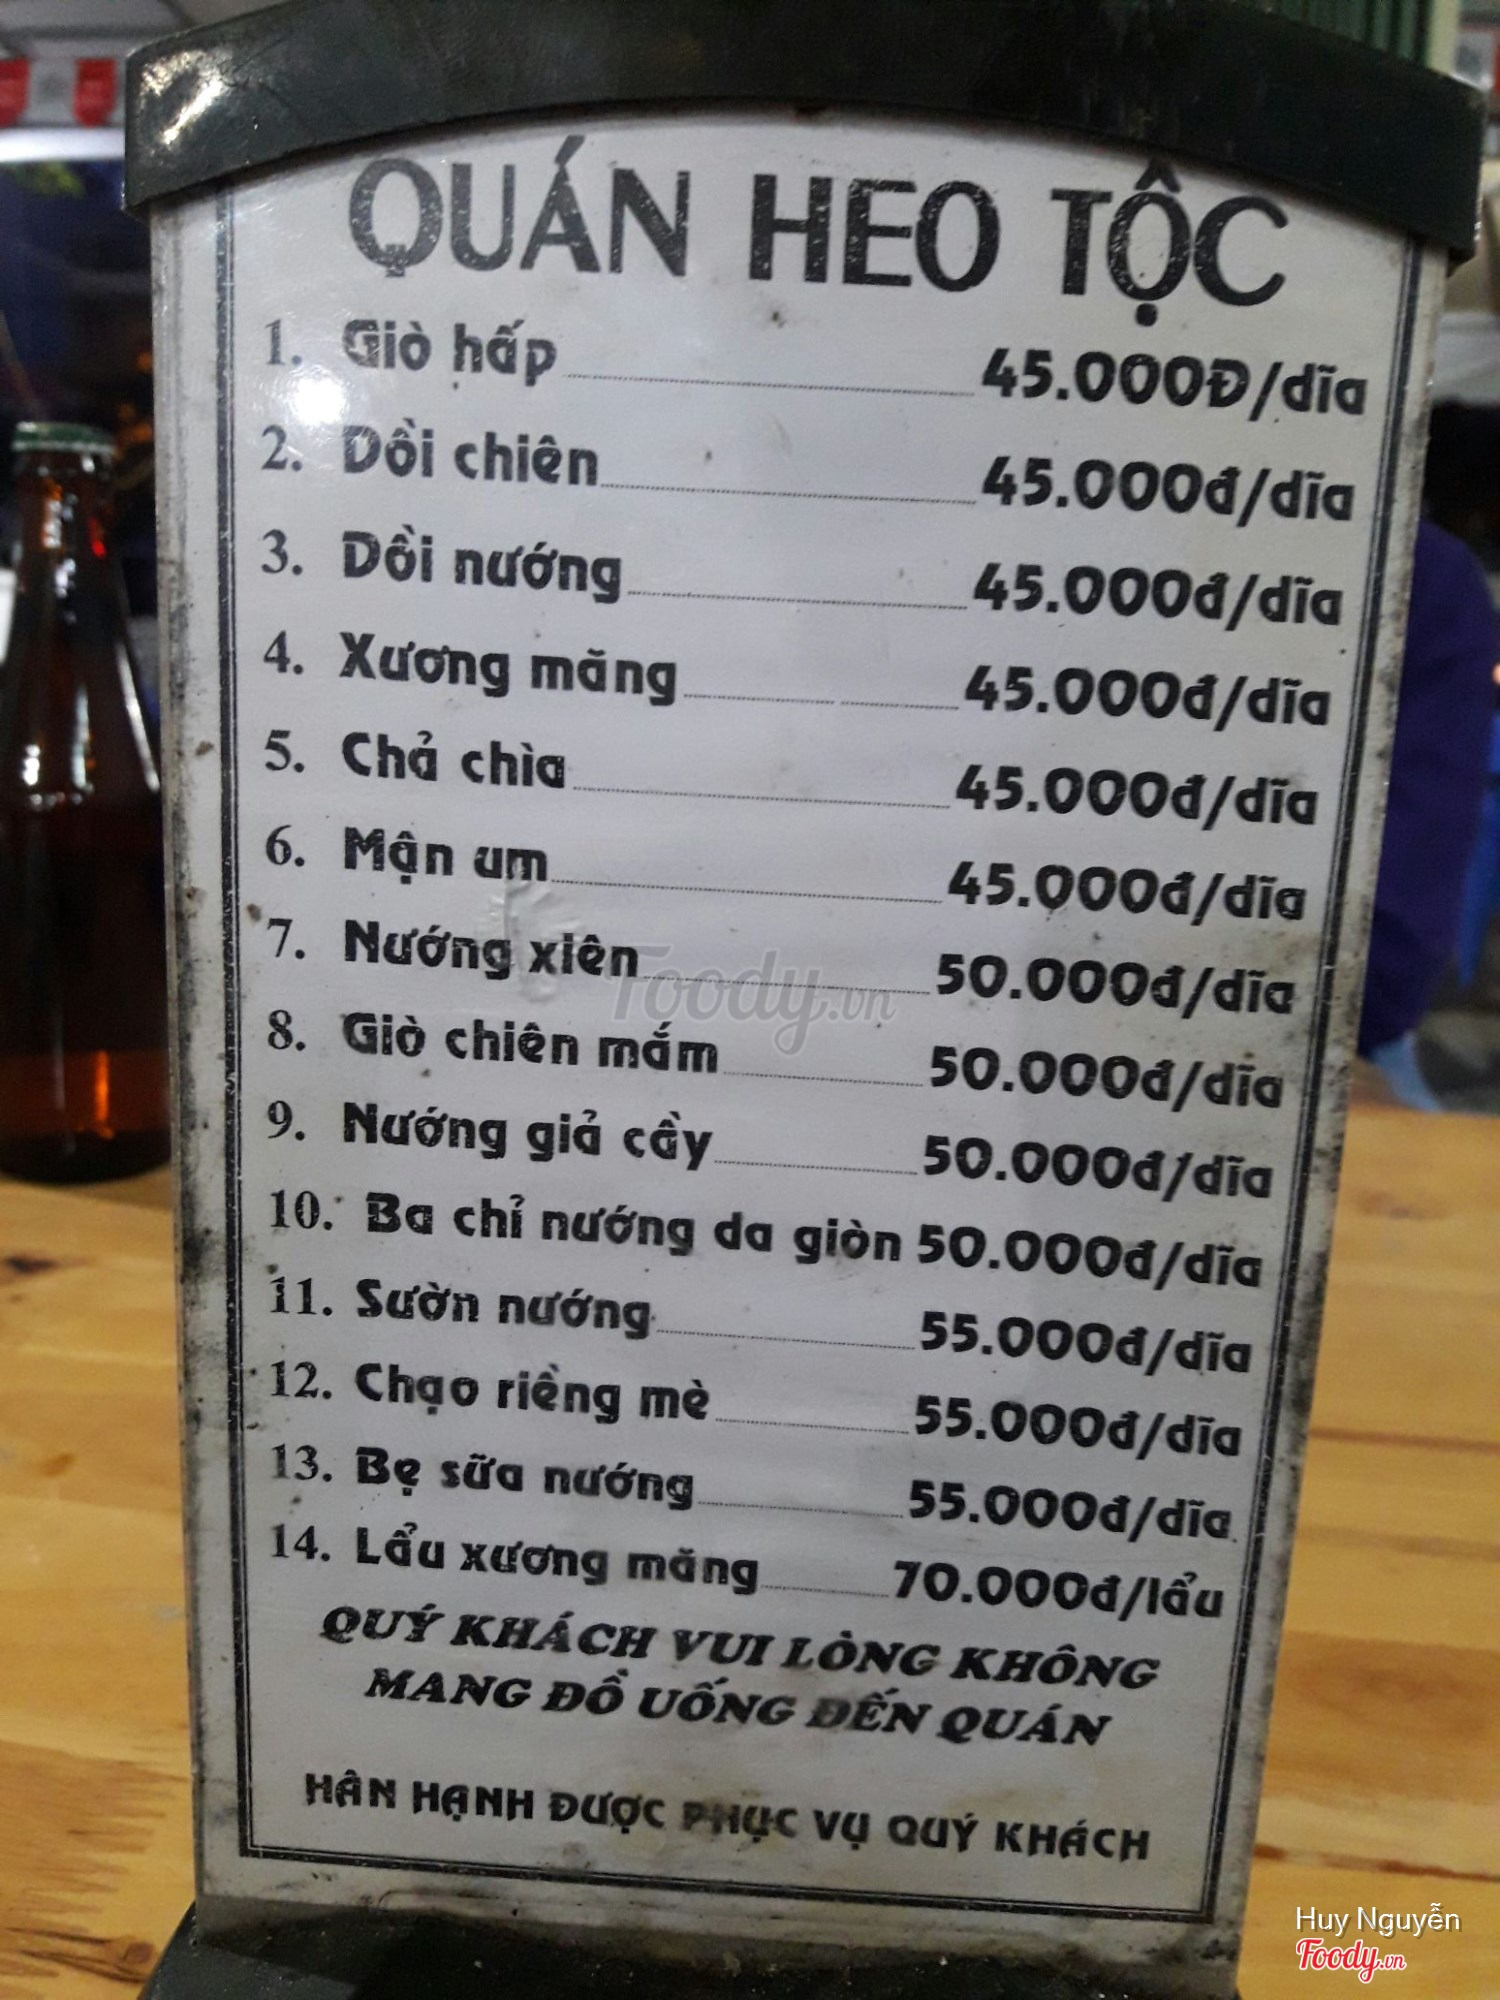 QUÁN HEO TỘC
1. Giò hấp 45.000Đ/dĩa
2. Dồi chiên 45.000đ/dĩa
3. Dồi nướng 45.000đ/dĩa
4. Xương măng 45.000đ/dĩa
5. Chả chìa 45.000đ/dĩa
6. Mận um 45.000đ/dĩa
7. Nướng xiên 50.000đ/dĩa
8. Giò chiên mắm 50.000đ/dĩa
9. Nướng giả cầy 50.000đ/dĩa
10. Ba chỉ nướng da giòn 50.000đ/dĩa
11. Sườn nướng 55.000đ/dĩa
12. Chạo riềng mè 55.000đ/dĩa
13. Bẹ sữa nướng 55.000đ/dĩa
14. Lẩu xương măng 70.000đ/lẩu
QUÝ KHÁCH VUI LÒNG KHÔNG
MANG ĐỒ UỐNG ĐẾN QUÁN
HÂN HẠNH ĐƯỢC PHỤC VỤ QUÝ KHÁCH
Foody.vn
Huy Nguyễn
Foody.vn